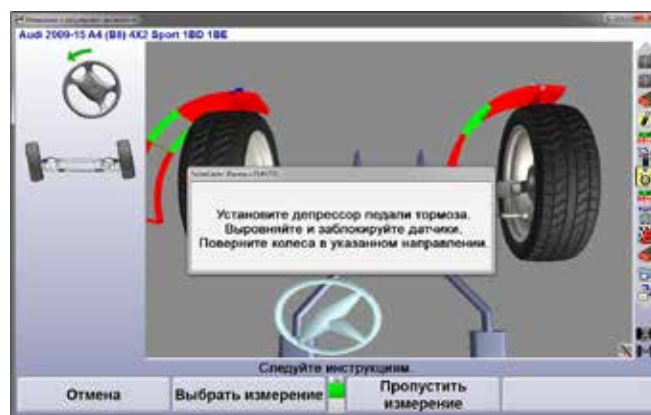 Audi 2009-15 A4 (B8) 4X2 Sport 1BD 1BE
Установите депрессор педали тормоза.
Выровняйте и заблокируйте датчики.
Поверните колеса в указанном направлении.
Следуйте инструкциям.
Отмена
Выбрать измерение
Пропустить
измерение